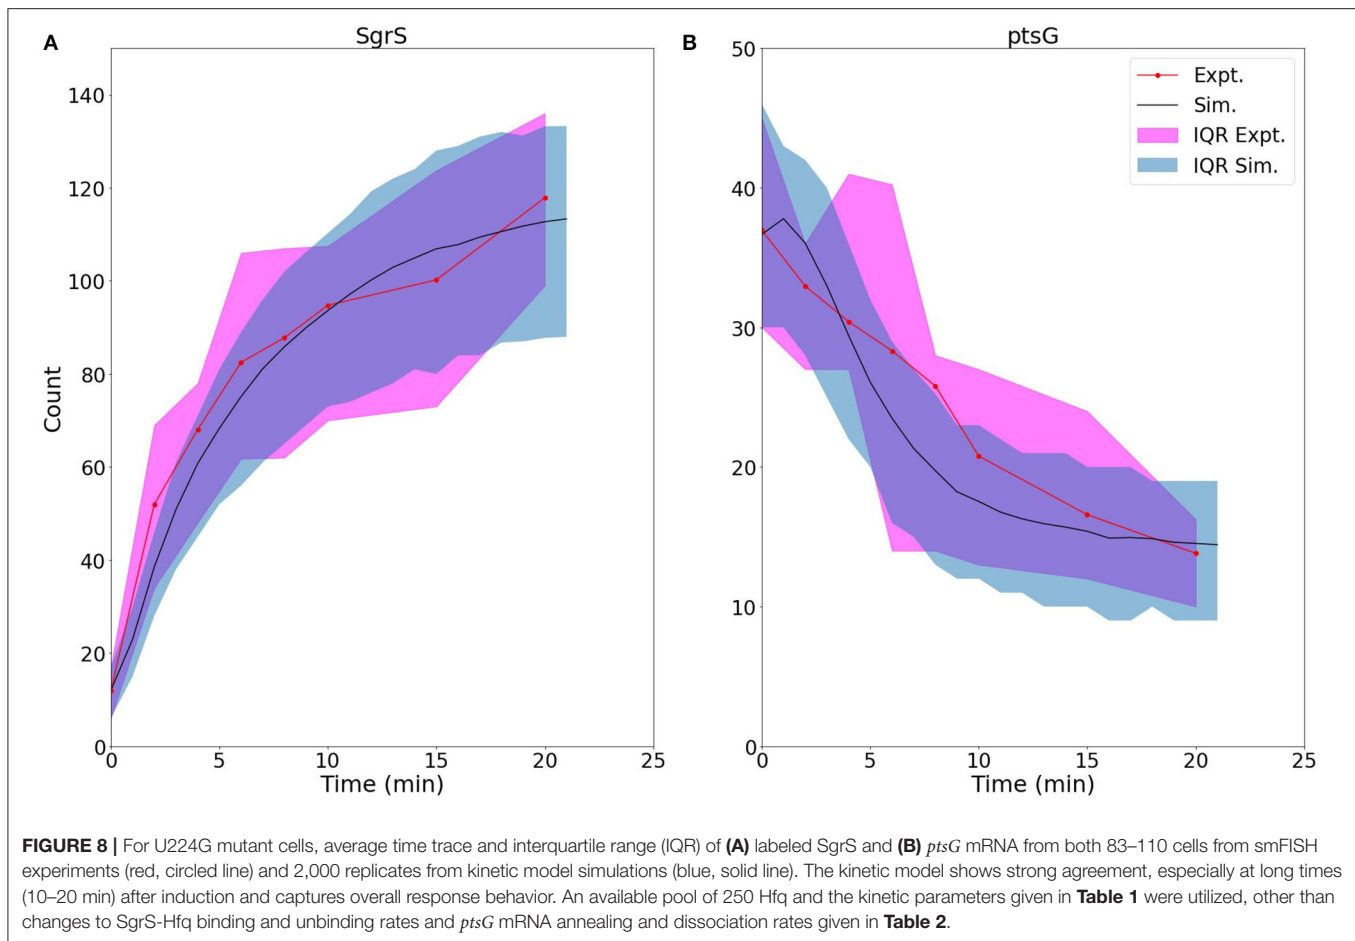 A
SgrS
140
120
100
80
60
40
20
0
Count
0 5 10 15 20 25
Time (min)
B
ptsG
50
40
30
20
10
0
Expt.
Sim.
IQR Expt.
IQR Sim.
0 5 10 15 20 25
Time (min)
FIGURE 8 | For U224G mutant cells, average time trace and interquartile range (IQR) of (A) labeled SgrS and (B) ptsG mRNA from both 83–110 cells from smFISH
experiments (red, circled line) and 2,000 replicates from kinetic model simulations (blue, solid line). The kinetic model shows strong agreement, especially at long times
(10–20 min) after induction and captures overall response behavior. An available pool of 250 Hfq and the kinetic parameters given in Table 1 were utilized, other than
changes to SgrS-Hfq binding and unbinding rates and ptsG mRNA annealing and dissociation rates given in Table 2.